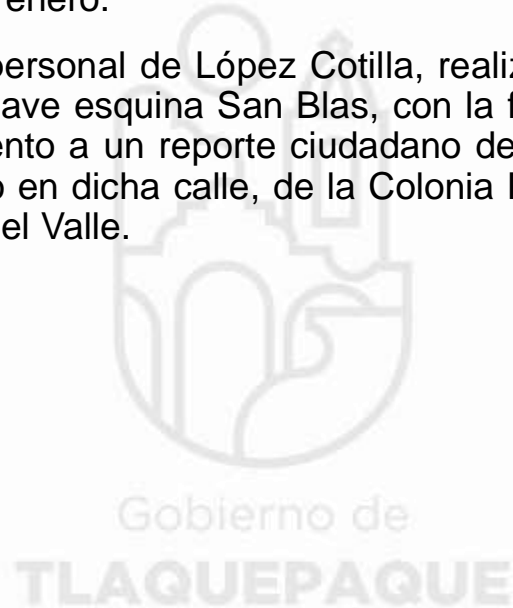 enero.
personal de López Cotilla, realiz
ave esquina San Blas, con la f
ento a un reporte ciudadano de
o en dicha calle, de la Colonia
el Valle.
Gobierno de
TLAQUEPAQUE